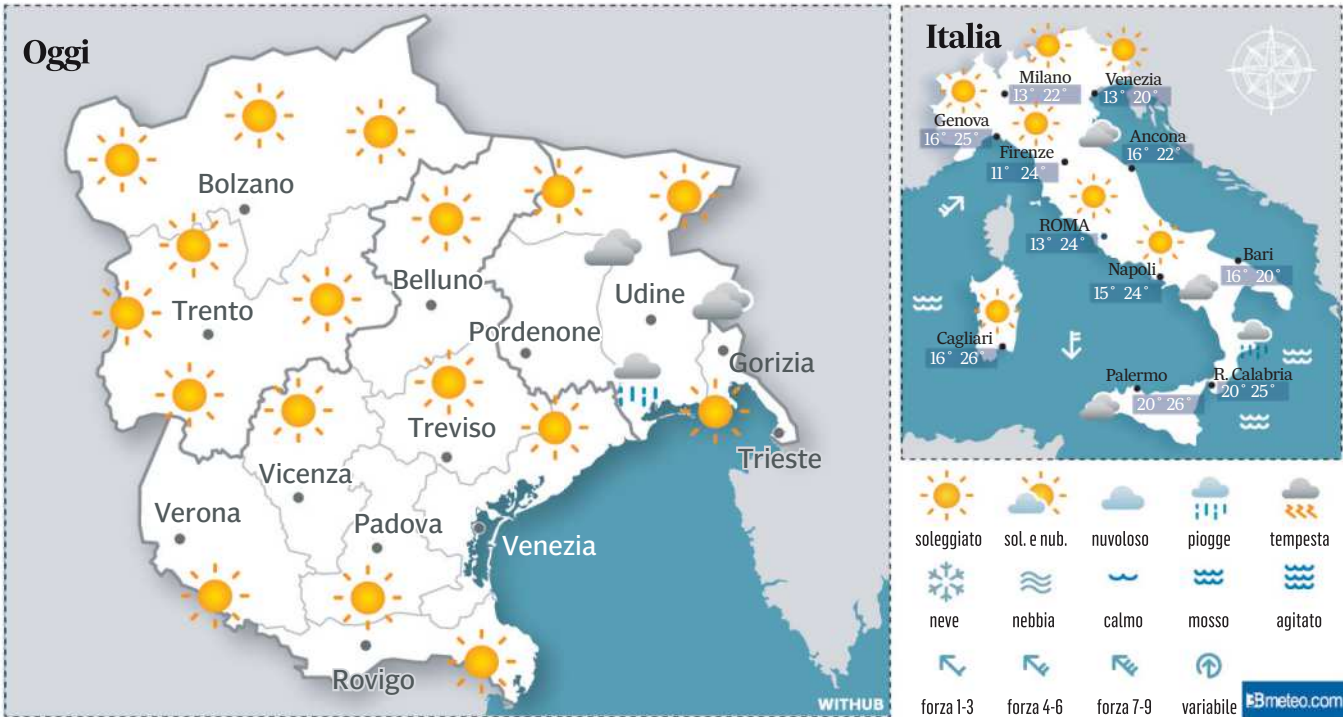 Oggi
Bolzano
Trento
Belluno
Udine
Pordenone
Gorizia
Treviso
Trieste
Vicenza
Verona
Padova
Venezia
Rovigo
WITHUB
Italia
Milano
13° 22°
Venezia
13° 20°
Genova
16° 25°
Ancona
16° 22°
Firenze
11° 24°
ROMA
13° 24°
Bari
16° 20°
Napoli
15° 24°
Cagliari
16° 26°
Palermo
20° 26°
R. Calabria
20° 25°
soleggiato sol. e nub. nuvoloso piogge tempesta
neve nebbia calmo mosso agitato
forza 1-3 forza 4-6 forza 7-9 variabile
3Bmeteo.com